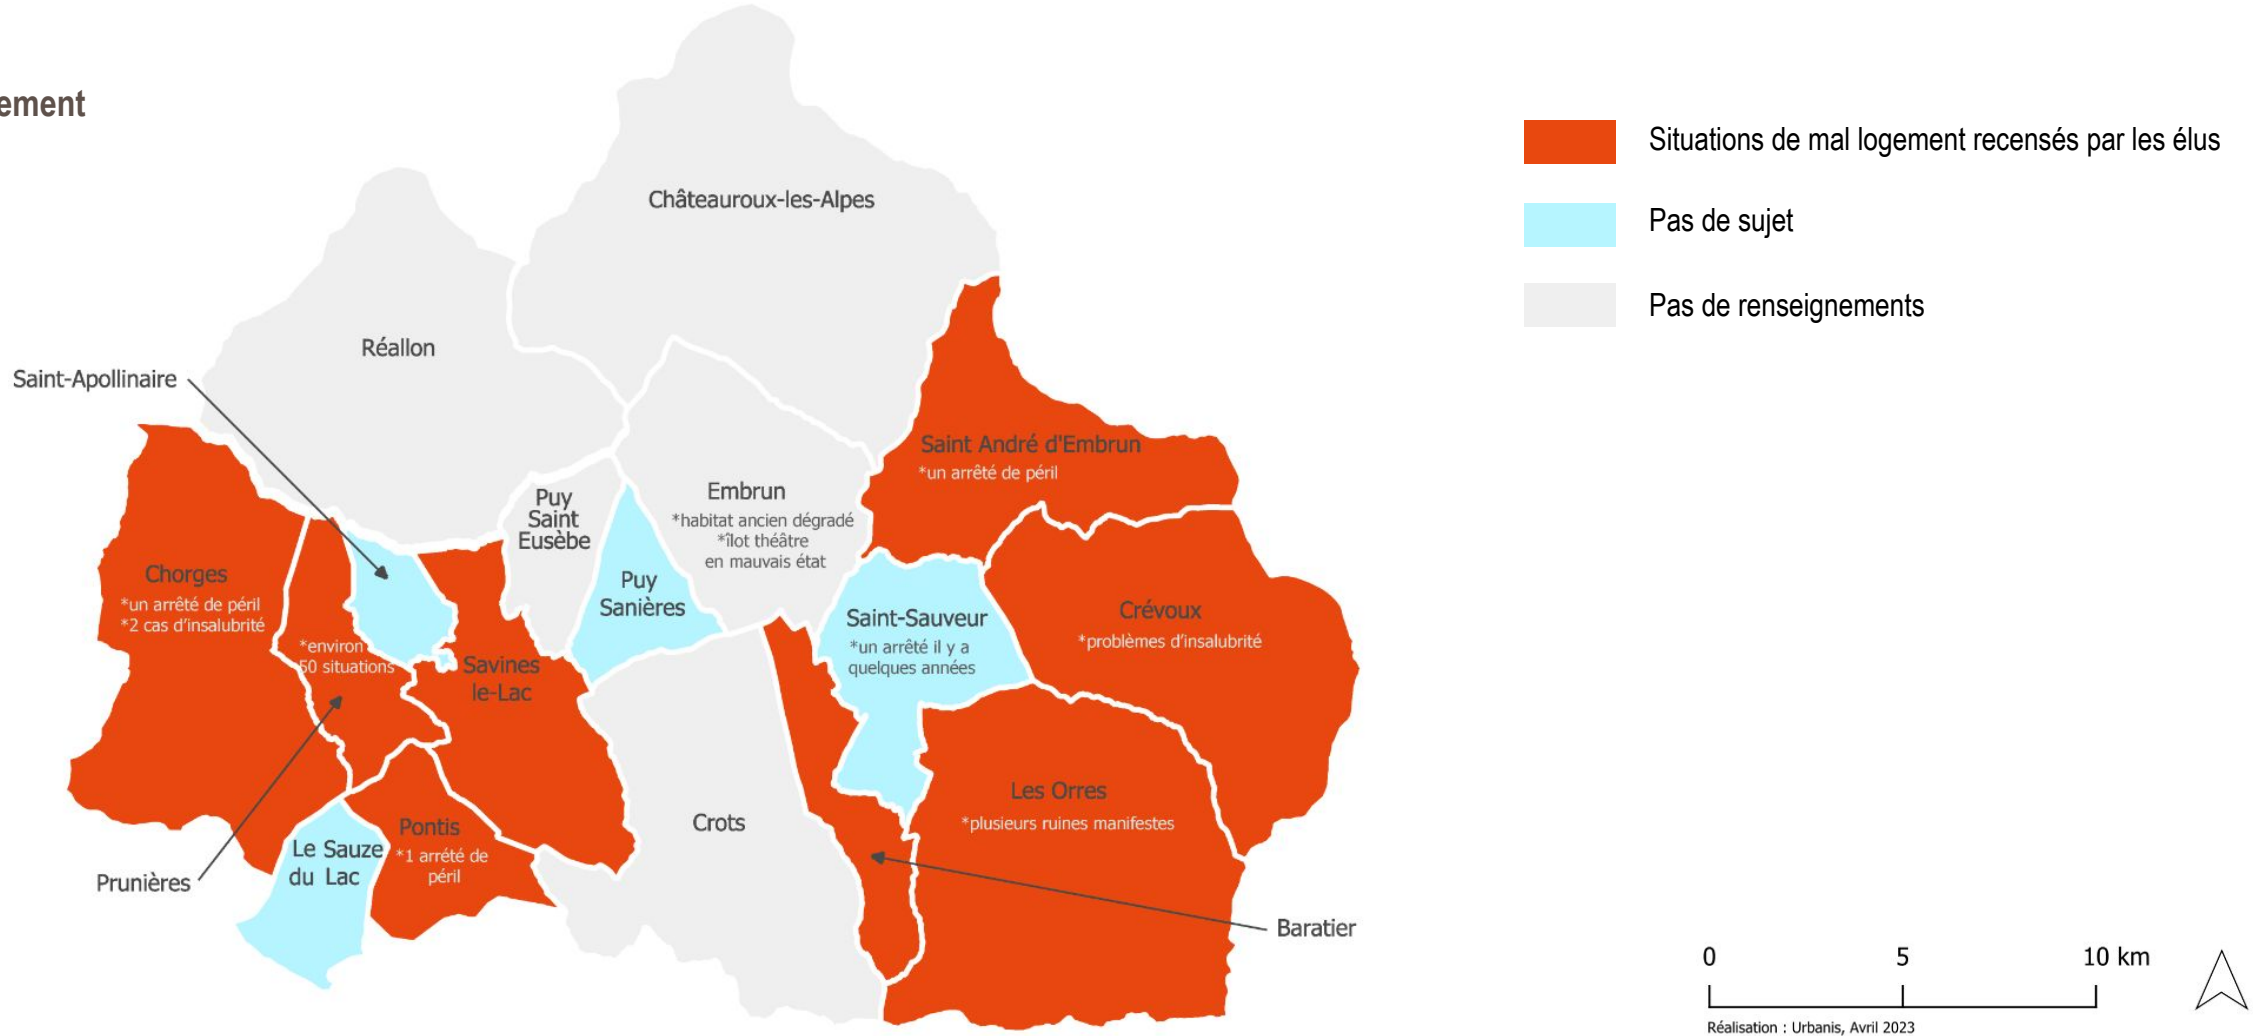 ement
Situations de mal logement recensés par les élus
Pas de sujet
Pas de renseignements
Châteauroux-les-Alpes
Réallon
Saint-Apollinaire
Saint André d'Embrun
*un arrêté de péril
Puy
Saint
Eusèbe
Embrun
*habitat ancien dégradé
*îlot théâtre
en mauvais état
Chorges
*un arrêté de péril
*2 cas d'insalubrité
Puy
Sanières
Saint-Sauveur
*un arrêté il y a
quelques années
Crévoux
*problèmes d'insalubrité
*environ
50 situations
Savines
le-Lac
Les Orres
*plusieurs ruines manifestes
Crots
Pontis
*1 arrété de
péril
Le Sauze
du Lac
Prunières
Baratier
0 5 10 km
Réalisation : Urbanis, Avril 2023